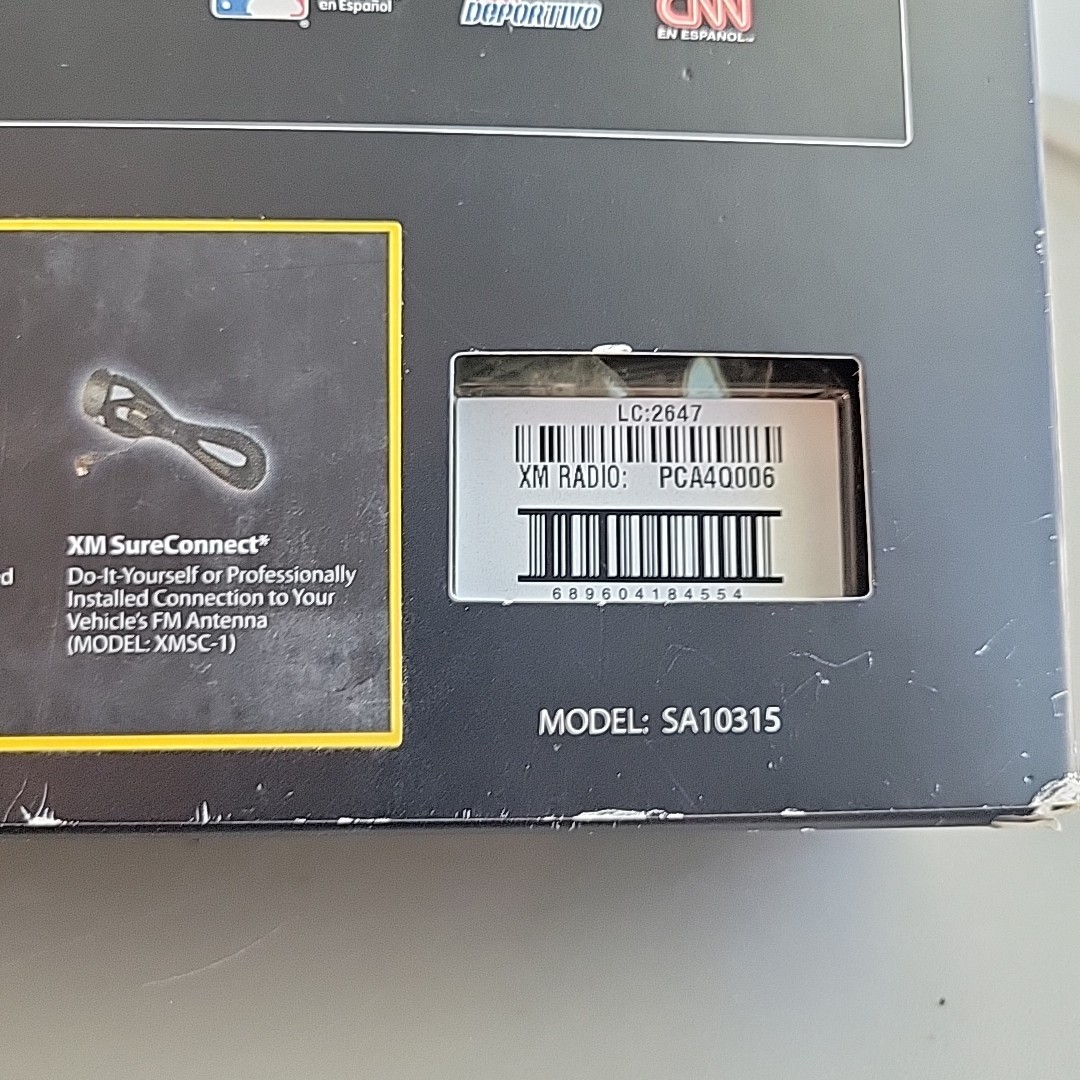 en Español
DEPORTIVO
CNN
EN ESPAÑOL
LC:2647
XM RADIO: PCA4Q006
689604184554
XM SureConnect*
ed
Do-It-Yourself or Professionally
Installed Connection to Your
Vehicle's FM Antenna
(MODEL: XMSC-1)
MODEL: SA10315